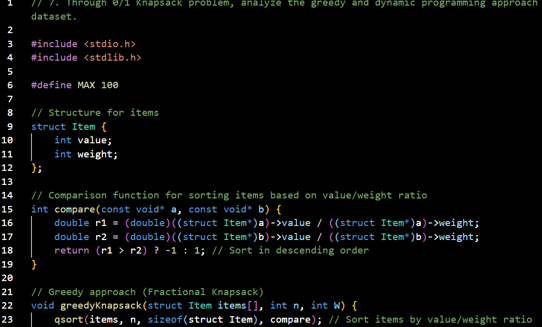 1 // 7. Through 0/1 Knapsack problem, analyze the greedy and dynamic programming approach
dataset.
2
3 #include <stdio.h>
4 #include <stdlib.h>
5
6 #define MAX 100
7
8 // Structure for items
9 struct Item {
10     int value;
11     int weight;
12 };
13
14 // Comparison function for sorting items based on value/weight ratio
15 int compare(const void* a, const void* b) {
16     double r1 = (double)((struct Item*)a)->value / ((struct Item*)a)->weight;
17     double r2 = (double)((struct Item*)b)->value / ((struct Item*)b)->weight;
18     return (r1 > r2) ? -1 : 1; // Sort in descending order
19 }
20
21 // Greedy approach (Fractional Knapsack)
22 void greedyKnapsack(struct Item items[], int n, int W) {
23     qsort(items, n, sizeof(struct Item), compare); // Sort items by value/weight ratio